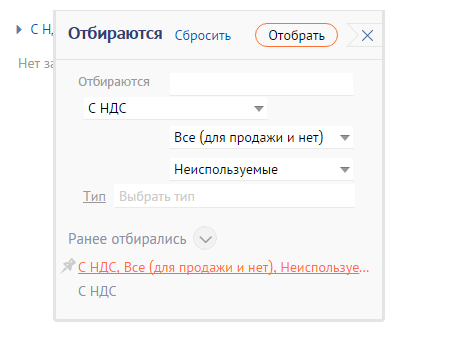 С НД
Нет за
Отбираются Сбросить Отобрать
Отбираются
С НДС
Все (для продажи и нет)
Неиспользуемые
Тип Выбрать тип
Ранее отбирались
С НДС, Все (для продажи и нет), Неиспользуе...
С НДС